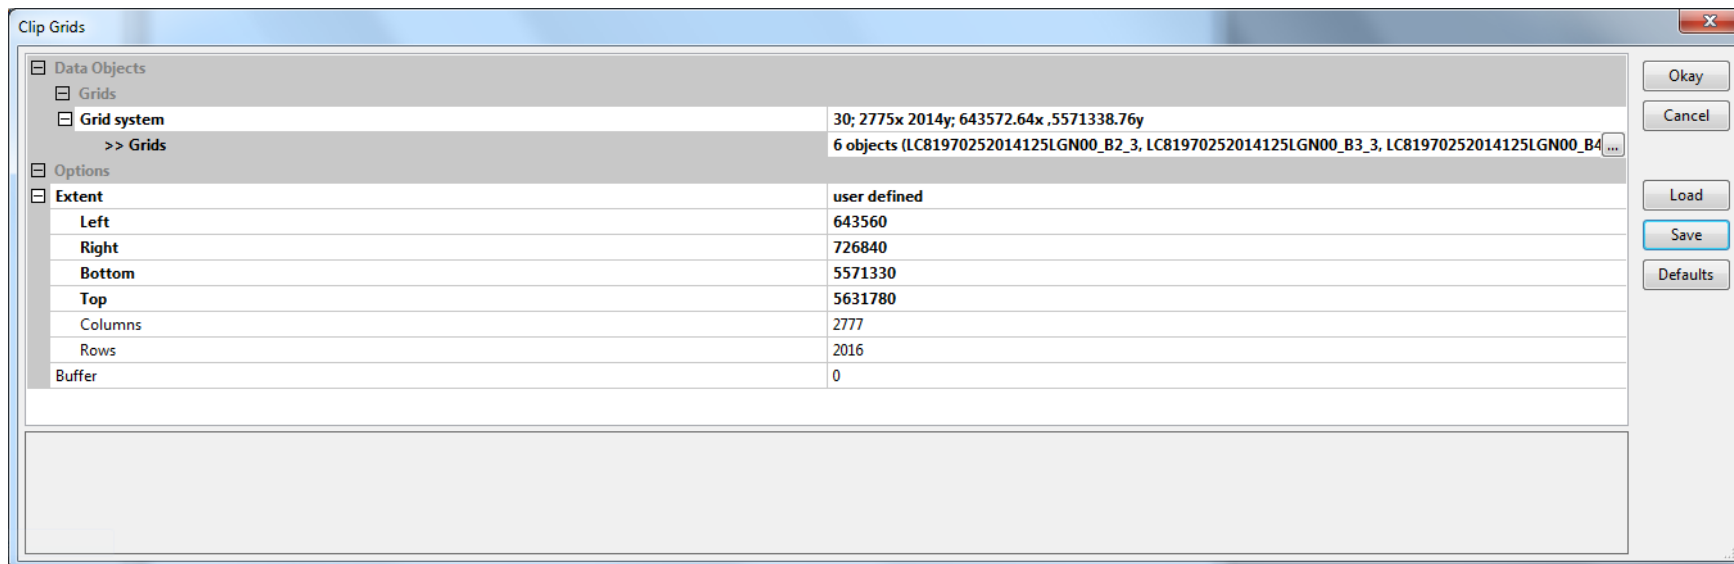 Clip Grids
Data Objects
Grids
Grid system 30; 2775x 2014y; 643572.64x ,5571338.76y
>> Grids 6 objects (LC81970252014125LGN00_B2_3, LC81970252014125LGN00_B3_3, LC81970252014125LGN00_B4 ...
Options
Extent user defined
Left 643560
Right 726840
Bottom 5571330
Top 5631780
Columns 2777
Rows 2016
Buffer 0
Okay
Cancel
Load
Save
Defaults